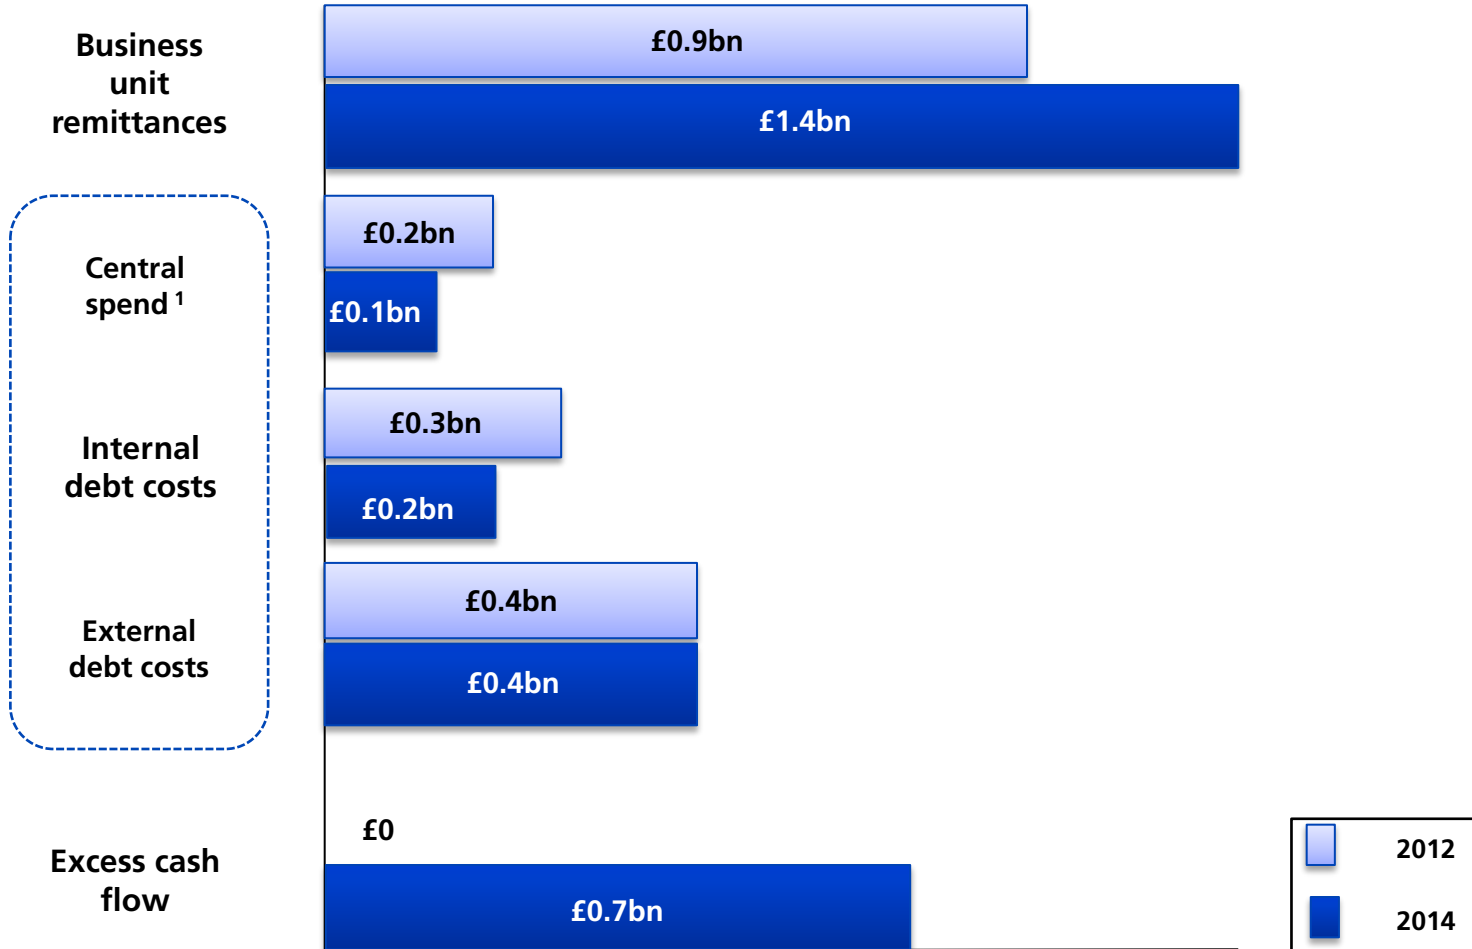 Business
unit
remittances
£0.9bn
£1.4bn
Central
spend ¹
£0.2bn
£0.1bn
Internal
debt costs
£0.3bn
£0.2bn
External
debt costs
£0.4bn
£0.4bn
Excess cash
flow
£0
£0.7bn
2012
2014